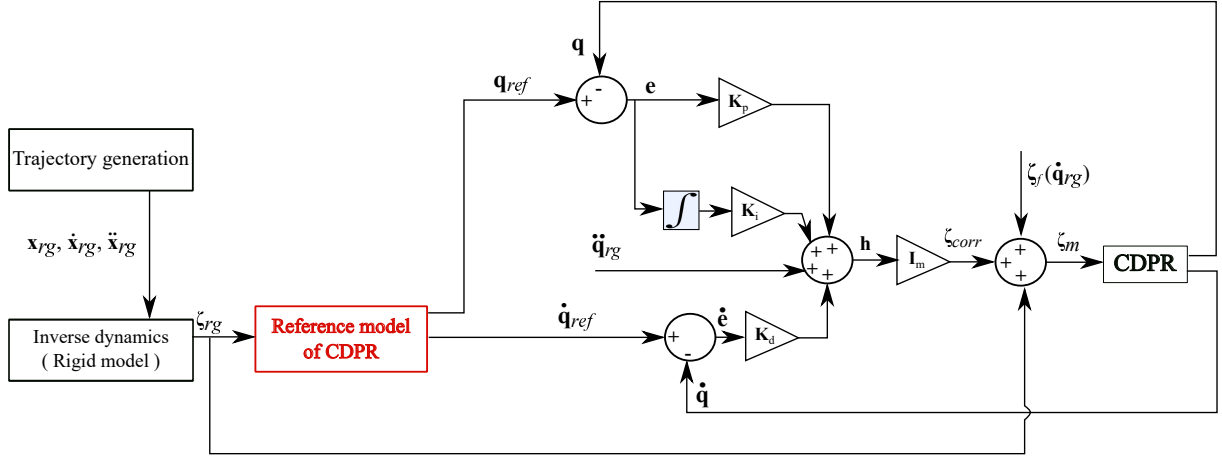 q
q_ref
e
K_p
Trajectory generation
ζ_f(q̇_rg)
∫
K_i
x_rg, ẋ_rg, ẍ_rg
q̈_rg
h
I_m
ζ_corr
ζ_m
CDPR
ζ_rg
Inverse dynamics
( Rigid model )
Reference model
of CDPR
q̇_ref
ė
K_d
q̇
+
-
+
+
+
+
+
+
+
+
+
-